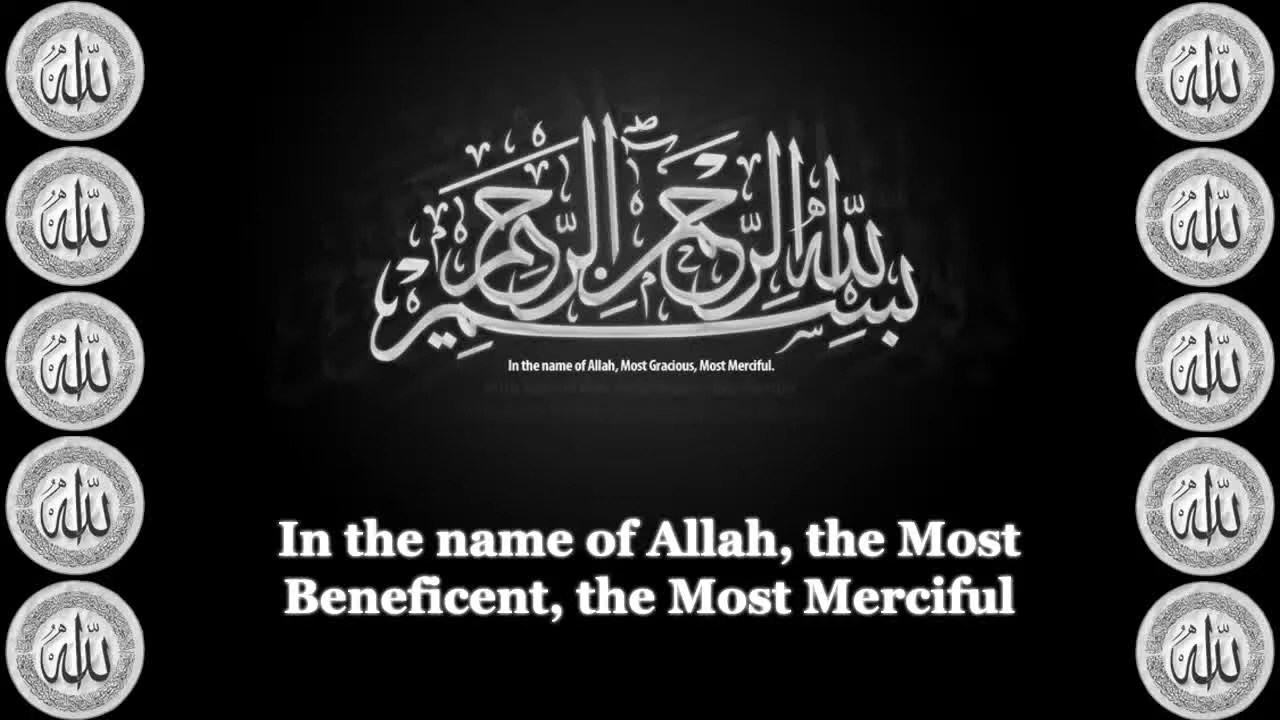 بسم الله الرحمن الرحيم
In the name of Allah, Most Gracious, Most Merciful.
In the name of Allah, the Most
Beneficent, the Most Merciful
الله
الله
الله
الله
الله
الله
الله
الله
الله
الله